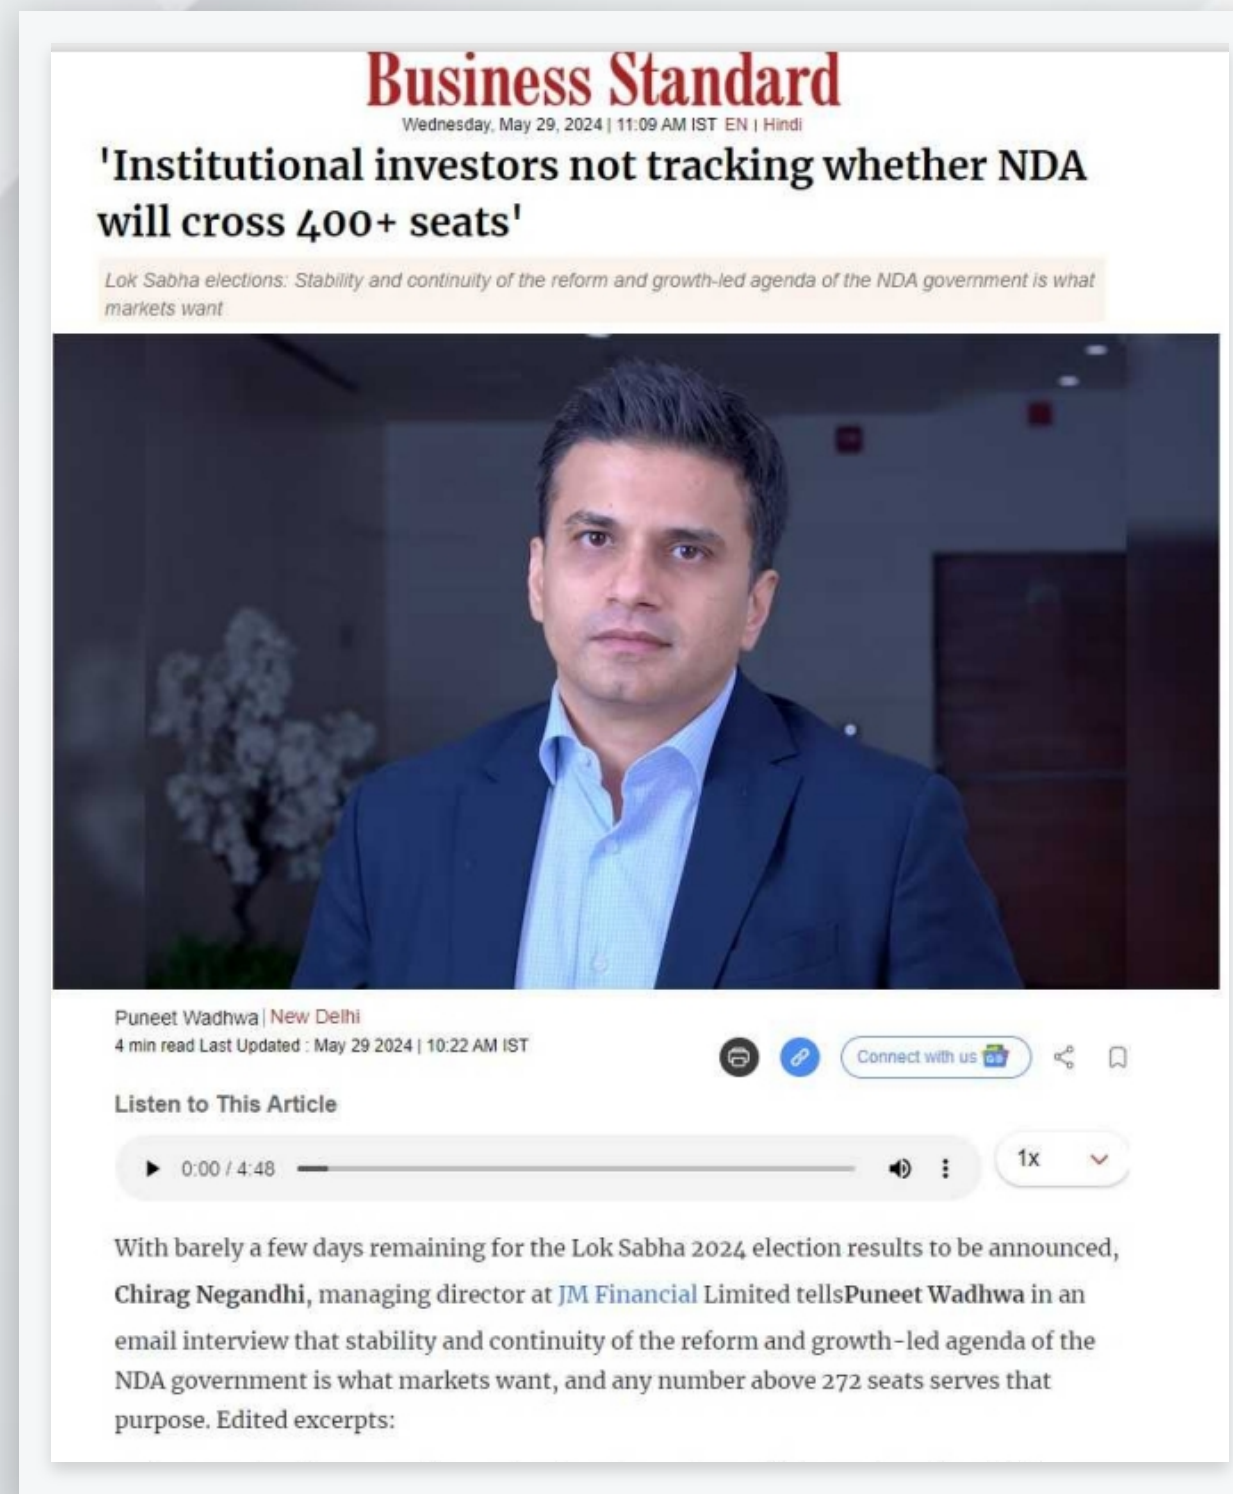 Business Standard
Wednesday, May 29, 2024 | 11:09 AM IST EN | Hindi
'Institutional investors not tracking whether NDA
will cross 400+ seats'
Lok Sabha elections: Stability and continuity of the reform and growth-led agenda of the NDA government is what
markets want
Puneet Wadhwa | New Delhi
4 min read Last Updated : May 29 2024 | 10:22 AM IST
Connect with us
Listen to This Article
0:00 / 4:48
1x
With barely a few days remaining for the Lok Sabha 2024 election results to be announced,
Chirag Negandhi, managing director at JM Financial Limited tellsPuneet Wadhwa in an
email interview that stability and continuity of the reform and growth-led agenda of the
NDA government is what markets want, and any number above 272 seats serves that
purpose. Edited excerpts: